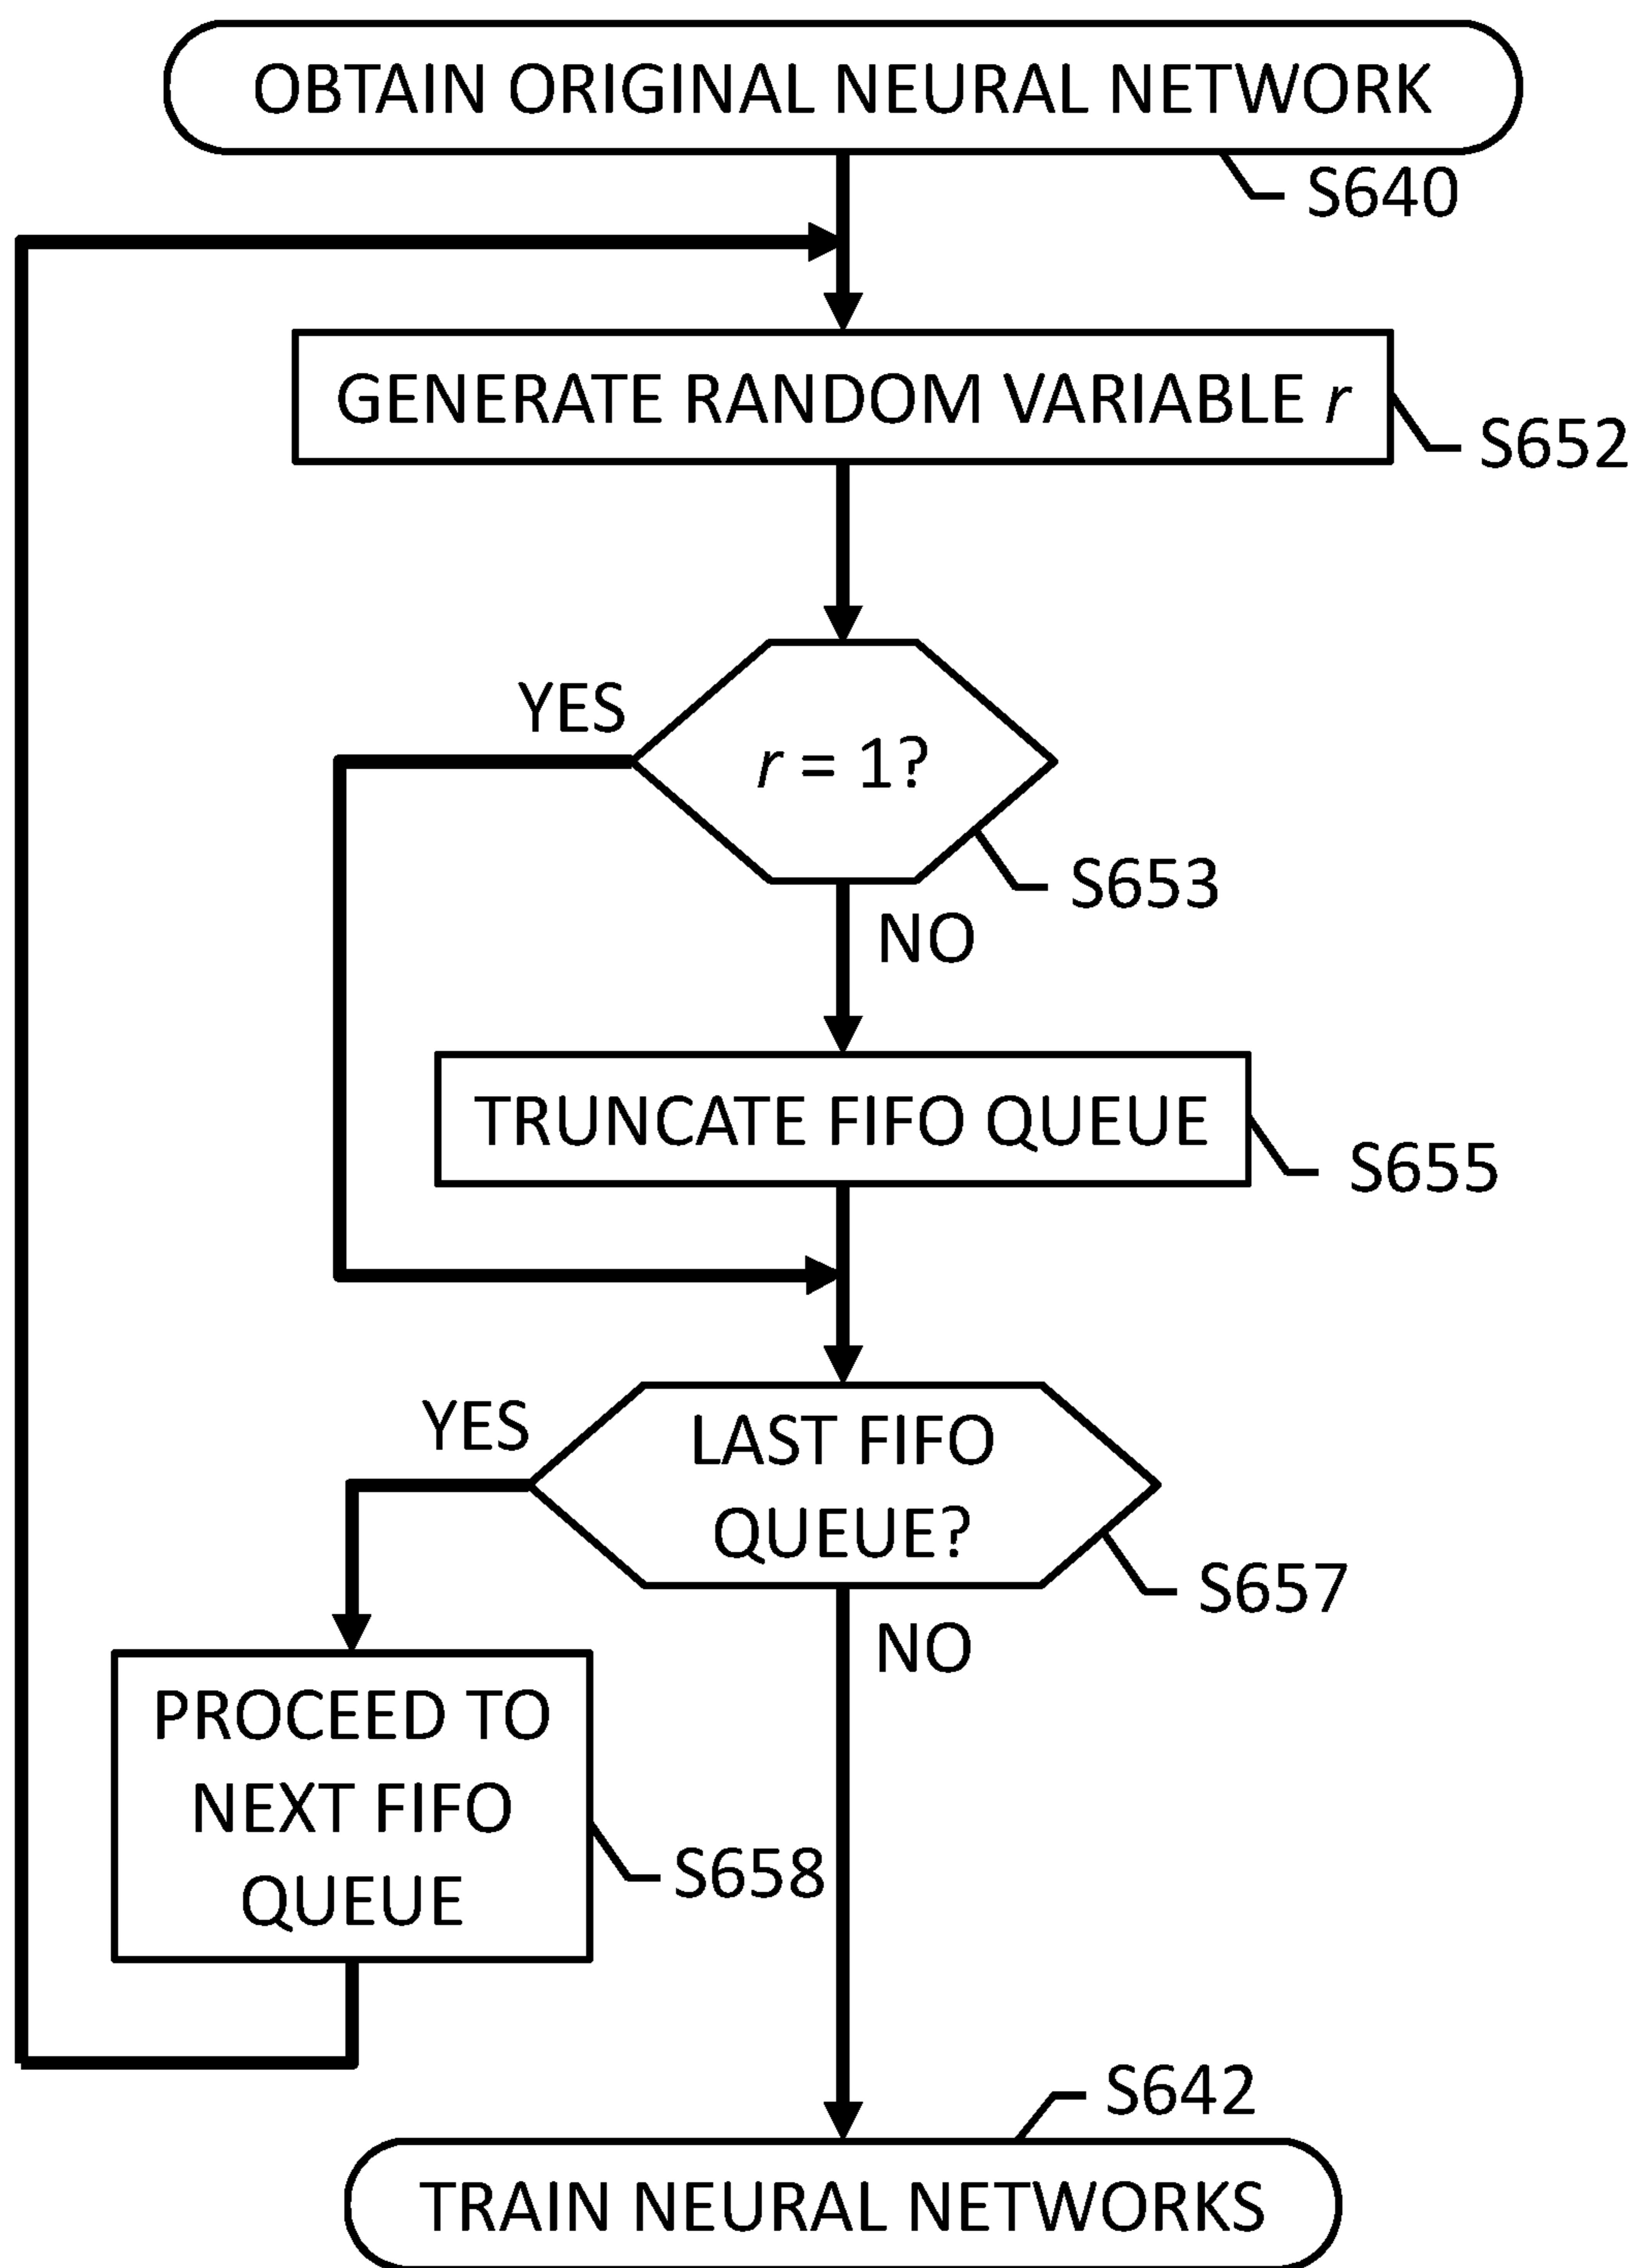 OBTAIN ORIGINAL NEURAL NETWORK
S640
GENERATE RANDOM VARIABLE r
S652
YES
r = 1?
S653
NO
TRUNCATE FIFO QUEUE
S655
YES
LAST FIFO
QUEUE?
S657
NO
PROCEED TO
NEXT FIFO
QUEUE
S658
S642
TRAIN NEURAL NETWORKS